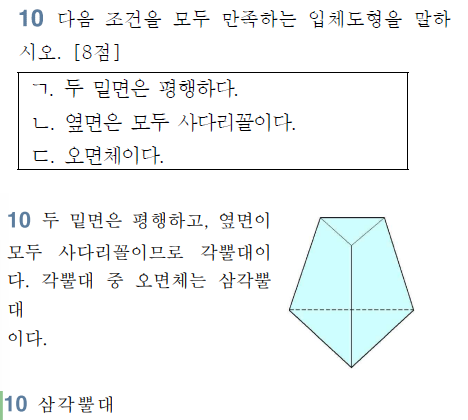 10 다음 조건을 모두 만족하는 입체도형을 말하
시오. [8점]
ㄱ. 두 밑면은 평행하다.
ㄴ. 옆면은 모두 사다리꼴이다.
ㄷ. 오면체이다.
10 두 밑면은 평행하고, 옆면이
모두 사다리꼴이므로 각뿔대이
다. 각뿔대 중 오면체는 삼각뿔
대
이다.
10 삼각뿔대